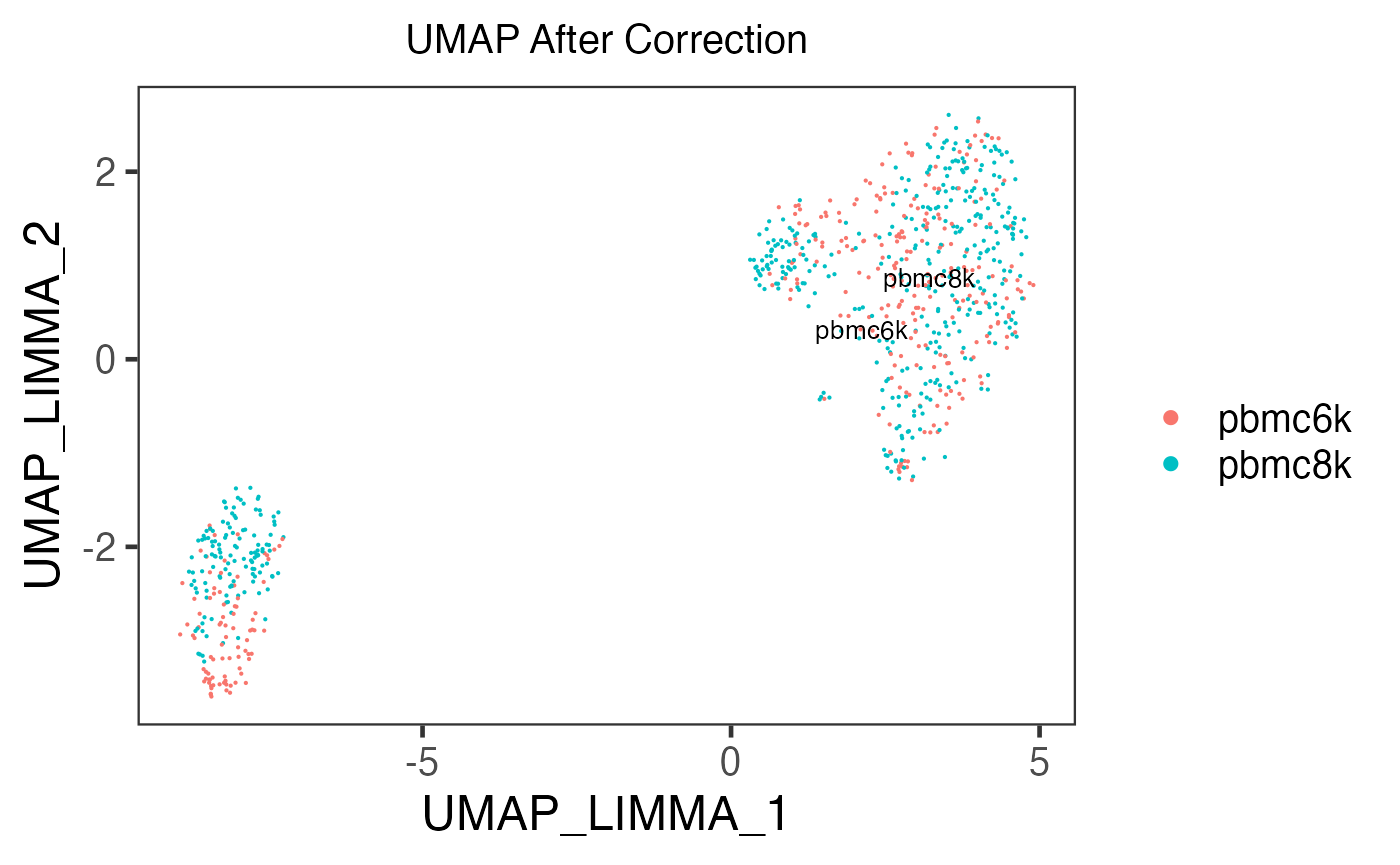 UMAP After Correction
UMAP_LIMMA_2
2
0
-2
pbmc8k
pbmc6k
pbmc6k
pbmc8k
-5
0
5
UMAP_LIMMA_1